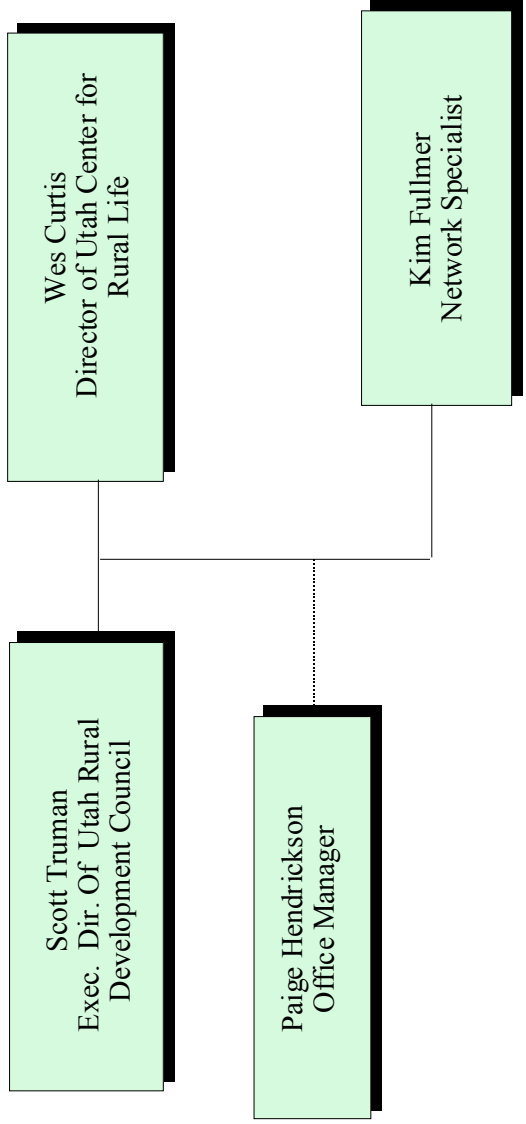 Scott Truman
Exec. Dir. Of Utah Rural
Development Council
Wes Curtis
Director of Utah Center for
Rural Life
Paige Hendrickson
Office Manager
Kim Fullmer
Network Specialist